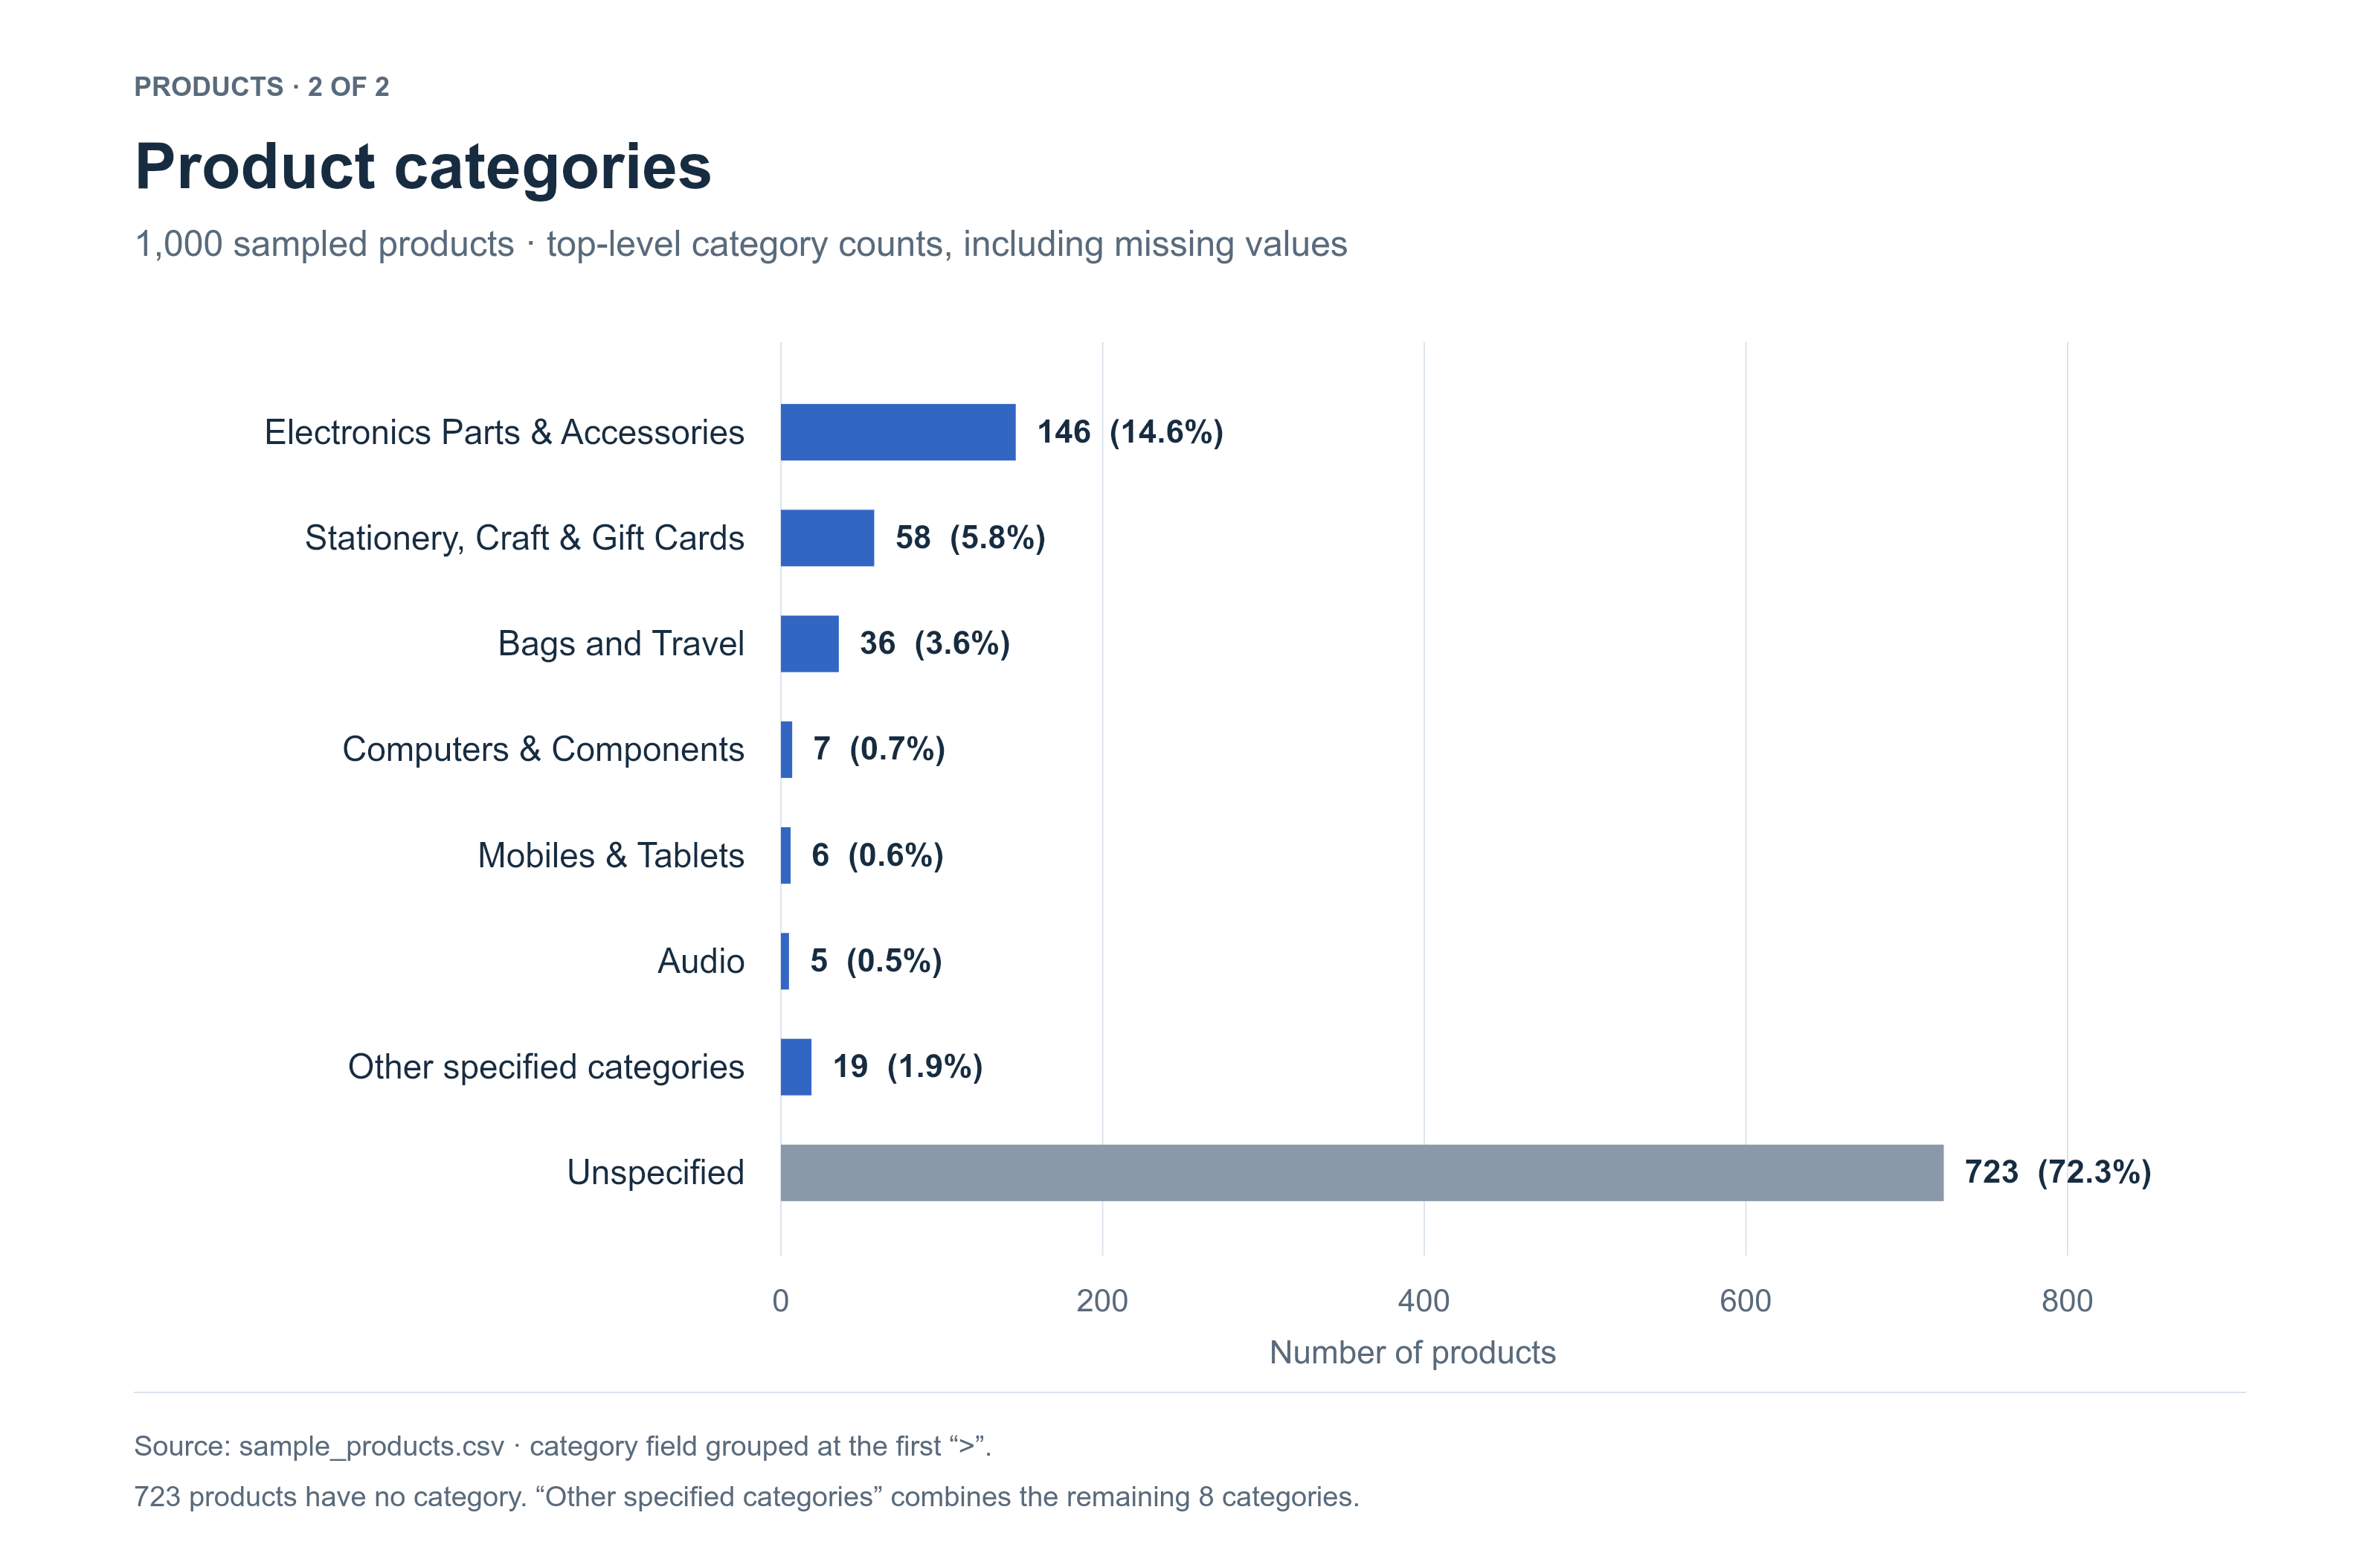 PRODUCTS · 2 OF 2
Product categories
1,000 sampled products · top-level category counts, including missing values
Electronics Parts & Accessories 146 (14.6%)
Stationery, Craft & Gift Cards 58 (5.8%)
Bags and Travel 36 (3.6%)
Computers & Components 7 (0.7%)
Mobiles & Tablets 6 (0.6%)
Audio 5 (0.5%)
Other specified categories 19 (1.9%)
Unspecified 723 (72.3%)
0 200 400 600 800
Number of products
Source: sample_products.csv · category field grouped at the first “>”.
723 products have no category. “Other specified categories” combines the remaining 8 categories.